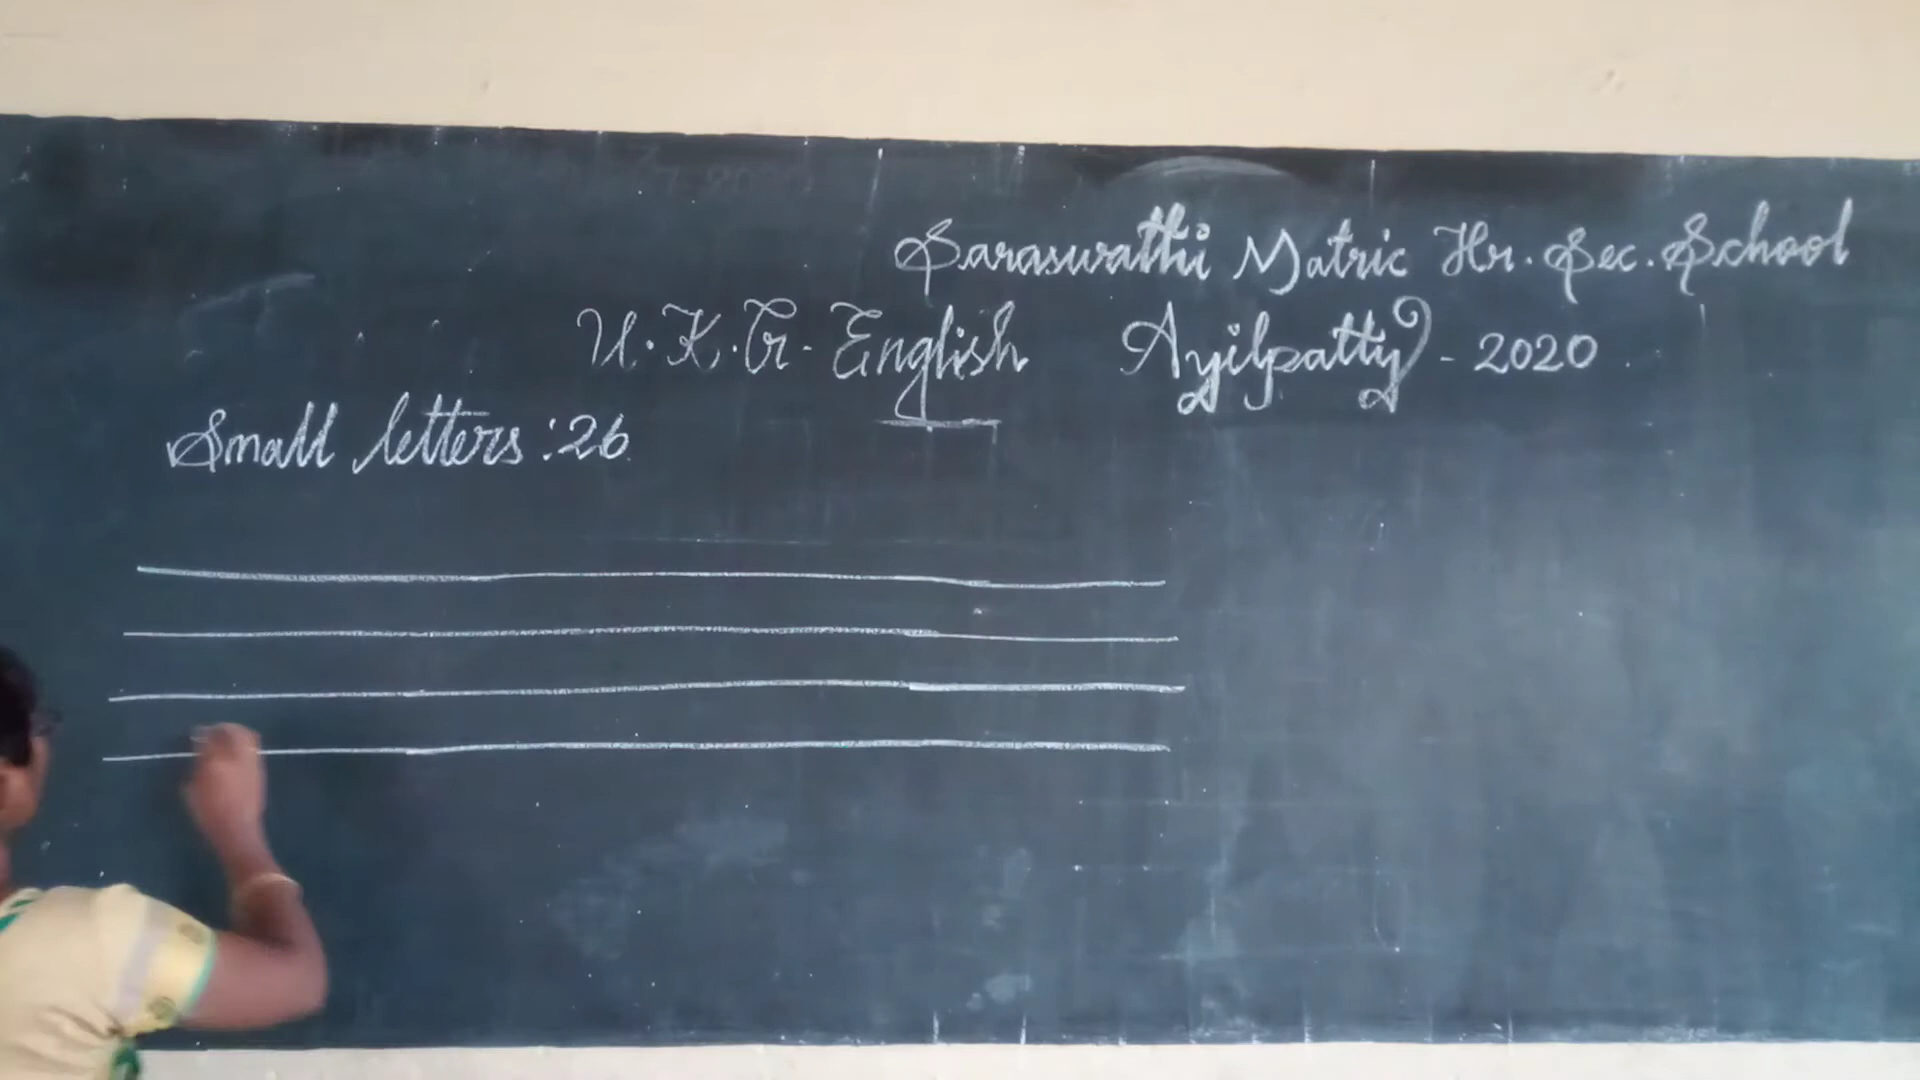 Saraswathi Matric Hr. Sec. School
U.K.G - English Ayilpatty - 2020
Small letters : 26